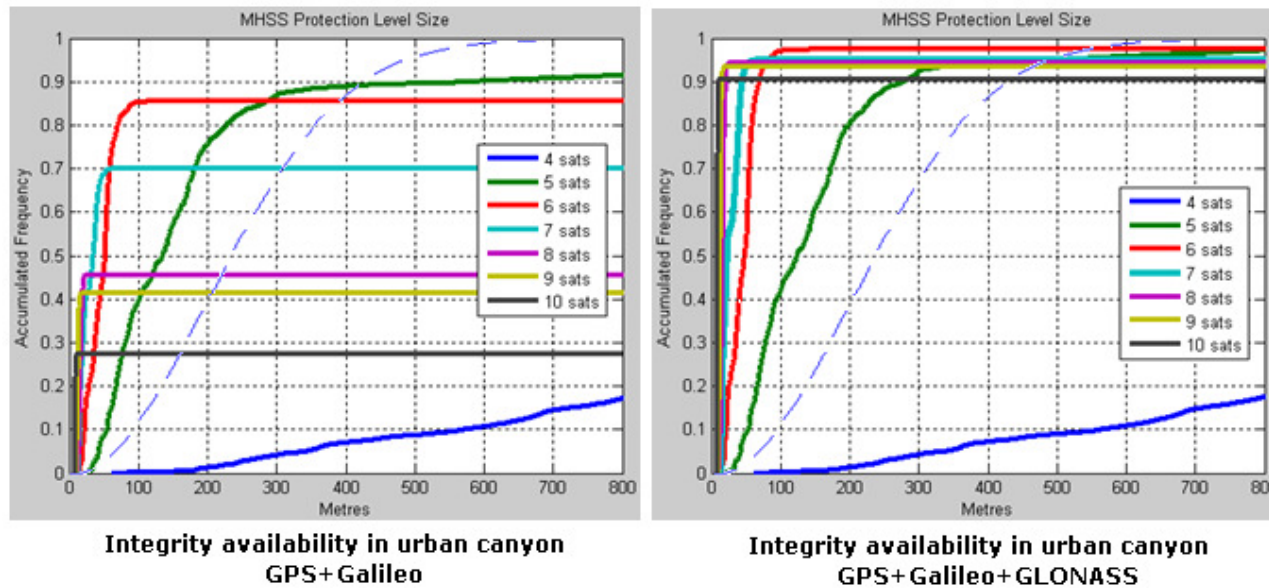 MHSS Protection Level Size
1
0.9
0.8
0.7
0.6
0.5
0.4
0.3
0.2
0.1
0
Accumulated Frequency
4 sats
5 sats
6 sats
7 sats
8 sats
9 sats
10 sats
0 100 200 300 400 500 600 700 800
Metres
Integrity availability in urban canyon
GPS+Galileo
MHSS Protection Level Size
1
0.9
0.8
0.7
0.6
0.5
0.4
0.3
0.2
0.1
0
Accumulated Frequency
4 sats
5 sats
6 sats
7 sats
8 sats
9 sats
10 sats
0 100 200 300 400 500 600 700 800
Metres
Integrity availability in urban canyon
GPS+Galileo+GLONASS